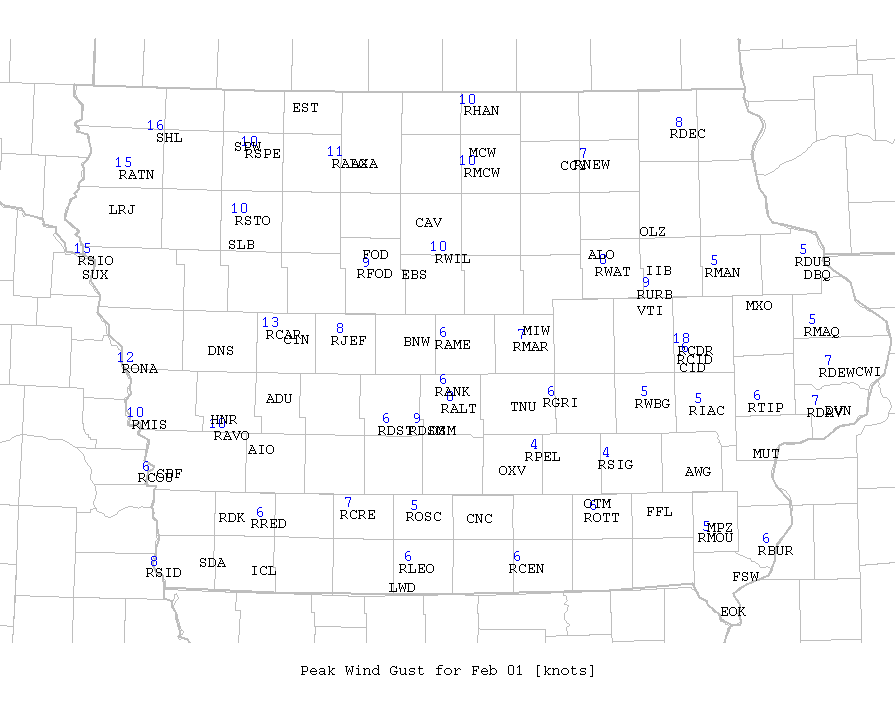 10
EST
RHAN
16
8
SHL
RDEC
10
SPW
RSPE
11
MCW
7
15
RAXA
10
CCY
RNEW
RATN
RMCW
LRJ
10
RSTO
CAV
OLZ
SLB
15
10
5
5
RSIO
FOD
RWIL
ALO
RDUB
SUX
9
RFOD
EBS
8
RWAT
IIB
RMAN
DBQ
9
RURB
VTI
MXO
13
8
6
MIW
5
RCAR
CIN
RJEF
BNW
RAME
7
RMAR
18
RMAQ
DNS
RCDR
12
RCID
7
RONA
CID
RDEW
CWI
6
RANK
ADU
6
5
5
6
7
RALT
TNU
RGRI
RWBG
RIAC
RTIP
RDAV
DVN
10
HNR
6
9
RMIS
10
RDST
RDSM
RAVO
4
AIO
RPEL
4
MUT
6
OXV
RSIG
RCOB
CBF
AWG
6
7
5
OTM
RDK
RRED
RCRE
ROSC
CNC
6
ROTT
FFL
5
MPZ
RMOU
6
RBUR
8
SDA
6
6
RSID
ICL
RLEO
RCEN
FSW
LWD
EOK
Peak Wind Gust for Feb 01 [knots]